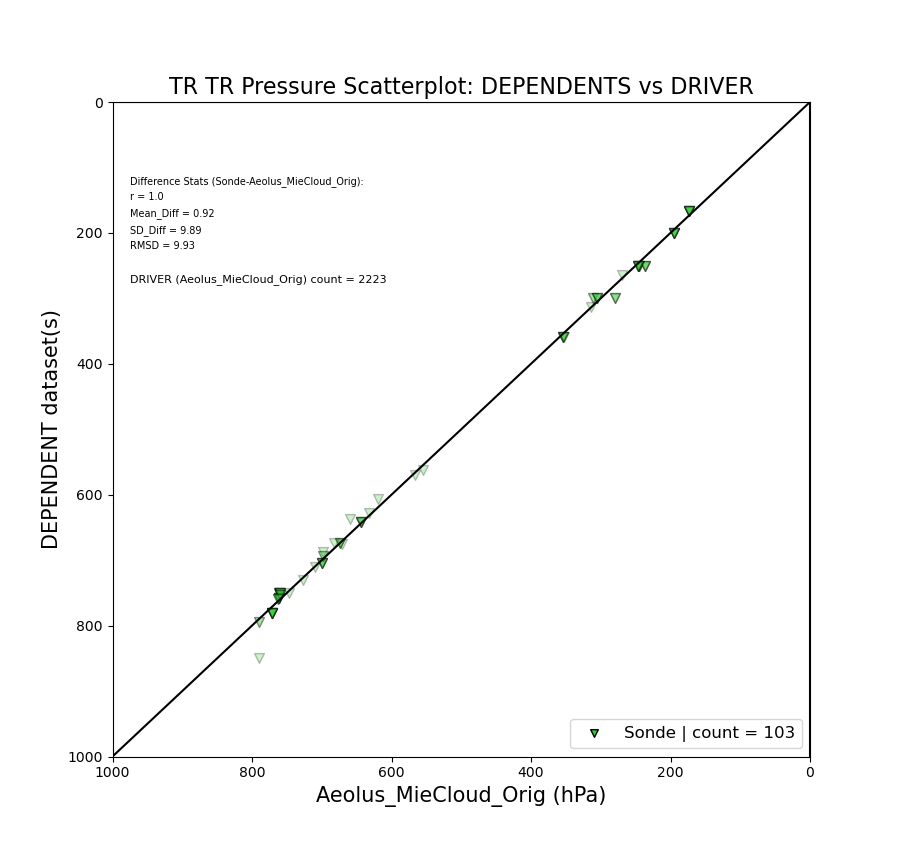 TR TR Pressure Scatterplot: DEPENDENTS vs DRIVER
0
200
400
600
800
1000
DEPENDENT dataset(s)
Difference Stats (Sonde-Aeolus_MieCloud_Orig):
r = 1.0
Mean_Diff = 0.92
SD_Diff = 9.89
RMSD = 9.93
DRIVER (Aeolus_MieCloud_Orig) count = 2223
Sonde | count = 103
1000 800 600 400 200 0
Aeolus_MieCloud_Orig (hPa)